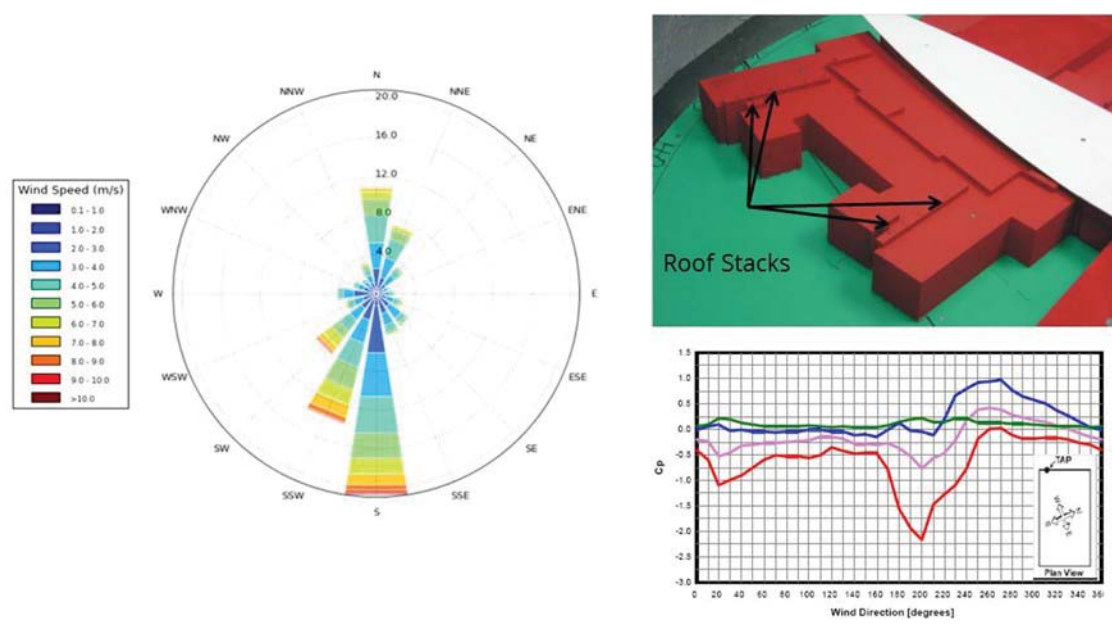 N
NNE
NE
ENE
E
ESE
SE
SSE
S
SSW
SW
WSW
W
WNW
NW
NNW
20.0
16.0
12.0
8.0
4.0
Wind Speed (m/s)
0.1 - 1.0
1.0 - 2.0
2.0 - 3.0
3.0 - 4.0
4.0 - 5.0
5.0 - 6.0
6.0 - 7.0
7.0 - 8.0
8.0 - 9.0
9.0 - 10.0
>10.0
Roof Stacks
1.5
1.0
0.5
0.0
-0.5
-1.0
-1.5
-2.0
-2.5
-3.0
Cp
TAP
Plan View
0 20 40 60 80 100 120 140 160 180 200 220 240 260 280 300 320 340
Wind Direction [degrees]